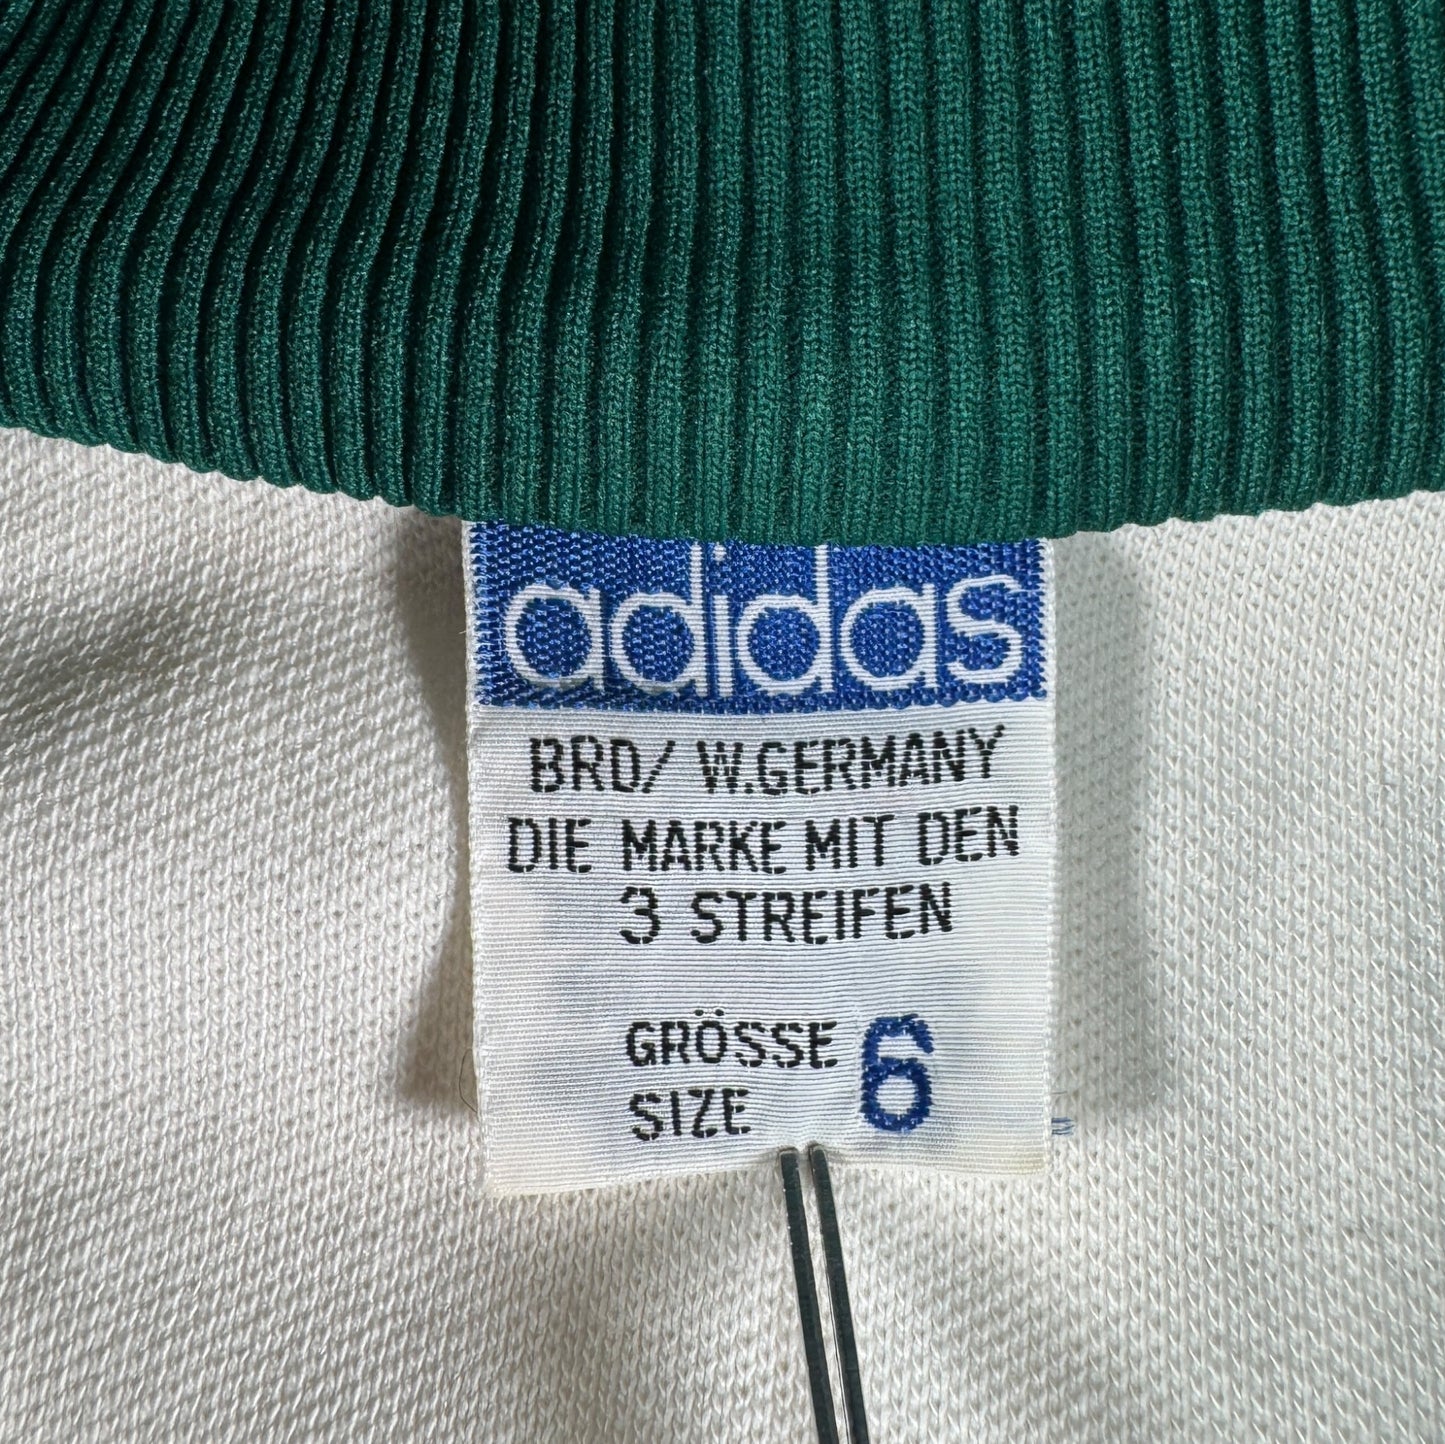 adidas
BRD/ W.GERMANY
DIE MARKE MIT DEN
3 STREIFEN
GRÖSSE 6
SIZE